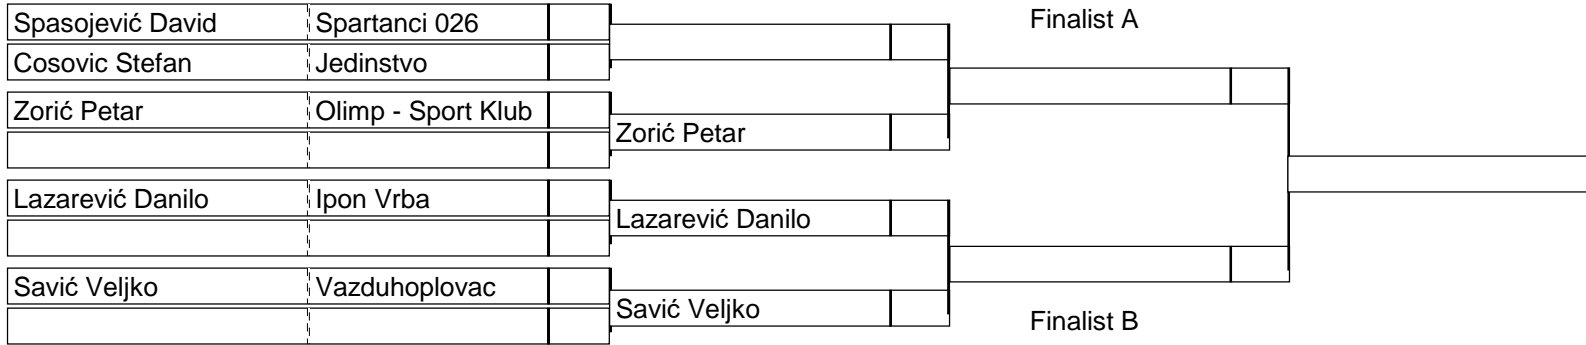 Spasojević David Spartanci 026
Cosovic Stefan Jedinstvo
Zorić Petar Olimp - Sport Klub
Lazarević Danilo Ipon Vrba
Savić Veljko Vazduhoplovac
Zorić Petar
Lazarević Danilo
Savić Veljko
Finalist A
Finalist B